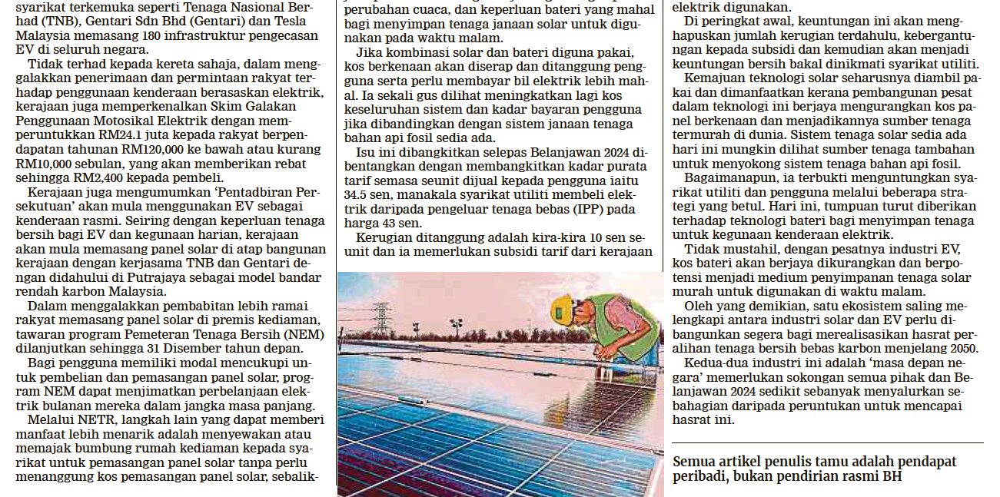 syarikat terkemuka seperti Tenaga Nasional Ber-
had (TNB), Gentari Sdn Bhd (Gentari) dan Tesla
Malaysia memasang 180 infrastruktur pengecasan
EV di seluruh negara.
Tidak terhad kepada kereta sahaja, dalam meng-
galakkan penerimaan dan permintaan rakyat ter-
hadap penggunaan kenderaan berasaskan elektrik,
kerajaan juga memperkenalkan Skim Galakan
Penggunaan Motosikal Elektrik dengan mem-
peruntukkan RM24.1 juta kepada rakyat berpen-
dapatan tahunan RM120,000 ke bawah atau kurang
RM10,000 sebulan, yang akan memberikan rebat
sehingga RM2,400 kepada pembeli.
Kerajaan juga mengumumkan ‘Pentadbiran Per-
sekutuan’ akan mula menggunakan EV sebagai
kenderaan rasmi. Seiring dengan keperluan tenaga
bersih bagi EV dan kegunaan harian, kerajaan
akan mula memasang panel solar di atap bangunan
kerajaan dengan kerjasama TNB dan Gentari de-
ngan didahului di Putrajaya sebagai model bandar
rendah karbon Malaysia.
Dalam menggalakkan pembabitan lebih ramai
rakyat memasang panel solar di premis kediaman,
tawaran program Pemeteran Tenaga Bersih (NEM)
dilanjutkan sehingga 31 Disember tahun depan.
Bagi pengguna memiliki modal mencukupi un-
tuk pembelian dan pemasangan panel solar, prog-
ram NEM dapat menjimatkan perbelanjaan elek-
trik bulanan mereka dalam jangka masa panjang.
Melalui NETR, langkah lain yang dapat memberi
manfaat lebih menarik adalah menyewakan atau
memajak bumbung rumah kediaman kepada sya-
rikat untuk pemasangan panel solar tanpa perlu
menanggung kos pemasangan panel solar, sebalik-
perubahan cuaca, dan keperluan bateri yang mahal
bagi menyimpan tenaga janaan solar untuk digu-
nakan pada waktu malam.
Jika kombinasi solar dan bateri diguna pakai,
kos berkenaan akan diserap dan ditanggung peng-
guna serta perlu membayar bil elektrik lebih mah-
al. Ia sekali gus dilihat meningkatkan lagi kos
keseluruhan sistem dan kadar bayaran pengguna
jika dibandingkan dengan sistem janaan tenaga
bahan api fosil sedia ada.
Isu ini dibangkitkan selepas Belanjawan 2024 di-
bentangkan dengan membangkitkan kadar purata
tarif semasa seunit dijual kepada pengguna iaitu
34.5 sen, manakala syarikat utiliti membeli elek-
trik daripada pengeluar tenaga bebas (IPP) pada
harga 43 sen.
Kerugian ditanggung adalah kira-kira 10 sen se-
unit dan ia memerlukan subsidi tarif dari kerajaan
elektrik digunakan.
Di peringkat awal, keuntungan ini akan meng-
hapuskan jumlah kerugian terdahulu, kebergantu-
ngan kepada subsidi dan kemudian akan menjadi
keuntungan bersih bakal dinikmati syarikat utiliti.
Kemajuan teknologi solar seharusnya diambil pa-
kai dan dimanfaatkan kerana pembangunan pesat
dalam teknologi ini berjaya mengurangkan kos pa-
nel berkenaan dan menjadikannya sumber tenaga
termurah di dunia. Sistem tenaga solar sedia ada
hari ini mungkin dilihat sumber tenaga tambahan
untuk menyokong sistem tenaga bahan api fosil.
Bagaimanapun, ia terbukti menguntungkan sya-
rikat utiliti dan pengguna melalui beberapa stra-
tegi yang betul. Hari ini, tumpuan turut diberikan
terhadap teknologi bateri bagi menyimpan tenaga
untuk kegunaan kenderaan elektrik.
Tidak mustahil, dengan pesatnya industri EV,
kos bateri akan berjaya dikurangkan dan berpo-
tensi menjadi medium penyimpanan tenaga solar
murah untuk digunakan di waktu malam.
Oleh yang demikian, satu ekosistem saling me-
lengkapi antara industri solar dan EV perlu di-
bangunkan segera bagi merealisasikan hasrat per-
alihan tenaga bersih bebas karbon menjelang 2050.
Kedua-dua industri ini adalah ‘masa depan ne-
gara’ memerlukan sokongan semua pihak dan Be-
lanjawan 2024 sedikit sebanyak menyalurkan se-
bahagian daripada peruntukan untuk mencapai
hasrat ini.
Semua artikel penulis tamu adalah pendapat
peribadi, bukan pendirian rasmi BH